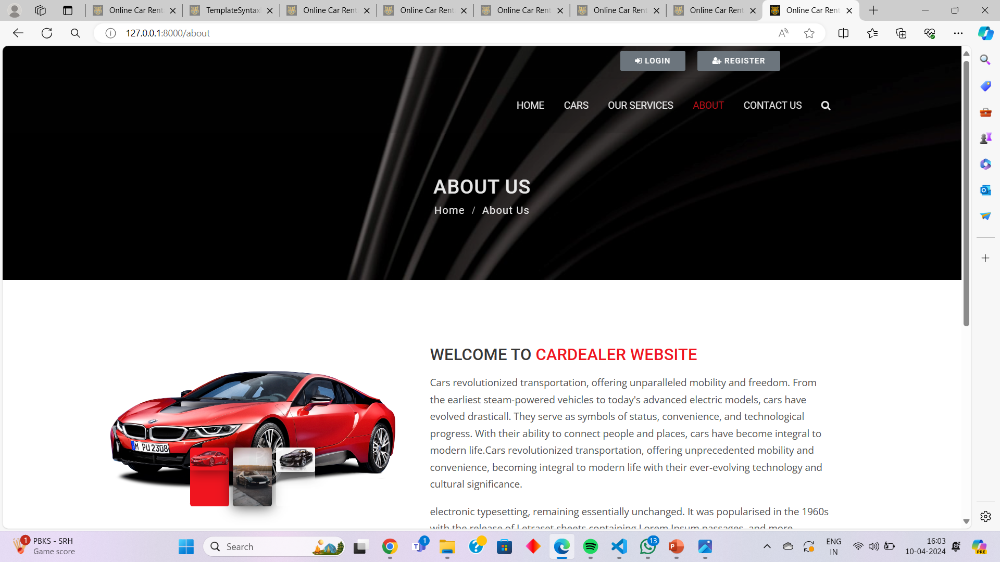 Online Car Rent
TemplateSyntax
Online Car Rent
Online Car Rent
Online Car Rent
Online Car Rent
Online Car Rent
Online Car Rent
127.0.0.1:8000/about
LOGIN
REGISTER
HOME
CARS
OUR SERVICES
ABOUT
CONTACT US
ABOUT US
Home / About Us
M PU 2308
WELCOME TO CARDEALER WEBSITE
Cars revolutionized transportation, offering unparalleled mobility and freedom. From
the earliest steam-powered vehicles to today's advanced electric models, cars have
evolved drasticall. They serve as symbols of status, convenience, and technological
progress. With their ability to connect people and places, cars have become integral to
modern life.Cars revolutionized transportation, offering unprecedented mobility and
convenience, becoming integral to modern life with their ever-evolving technology and
cultural significance.
electronic typesetting, remaining essentially unchanged. It was popularised in the 1960s
with the release of Letraset sheets containing Lorem Ipsum passages, and more
1
PBKS - SRH
Game score
Search
1
13
ENG
IN
16:03
10-04-2024
PRE